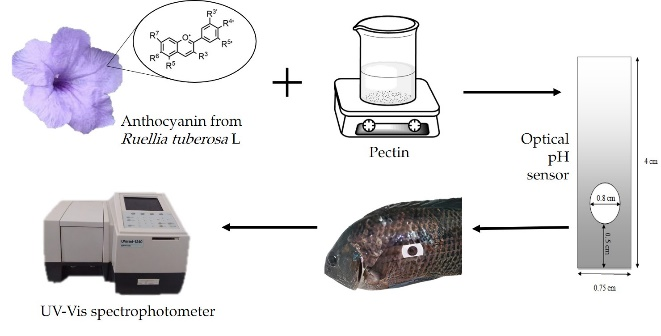 R³'
R⁴'
R⁷
O⁺
R⁵'
R⁶
R³
R⁵
Anthocyanin from
Ruellia tuberosa L
Pectin
Optical
pH
sensor
4 cm
0.8 cm
0.5 cm
0.75 cm
UV-Vis spectrophotometer